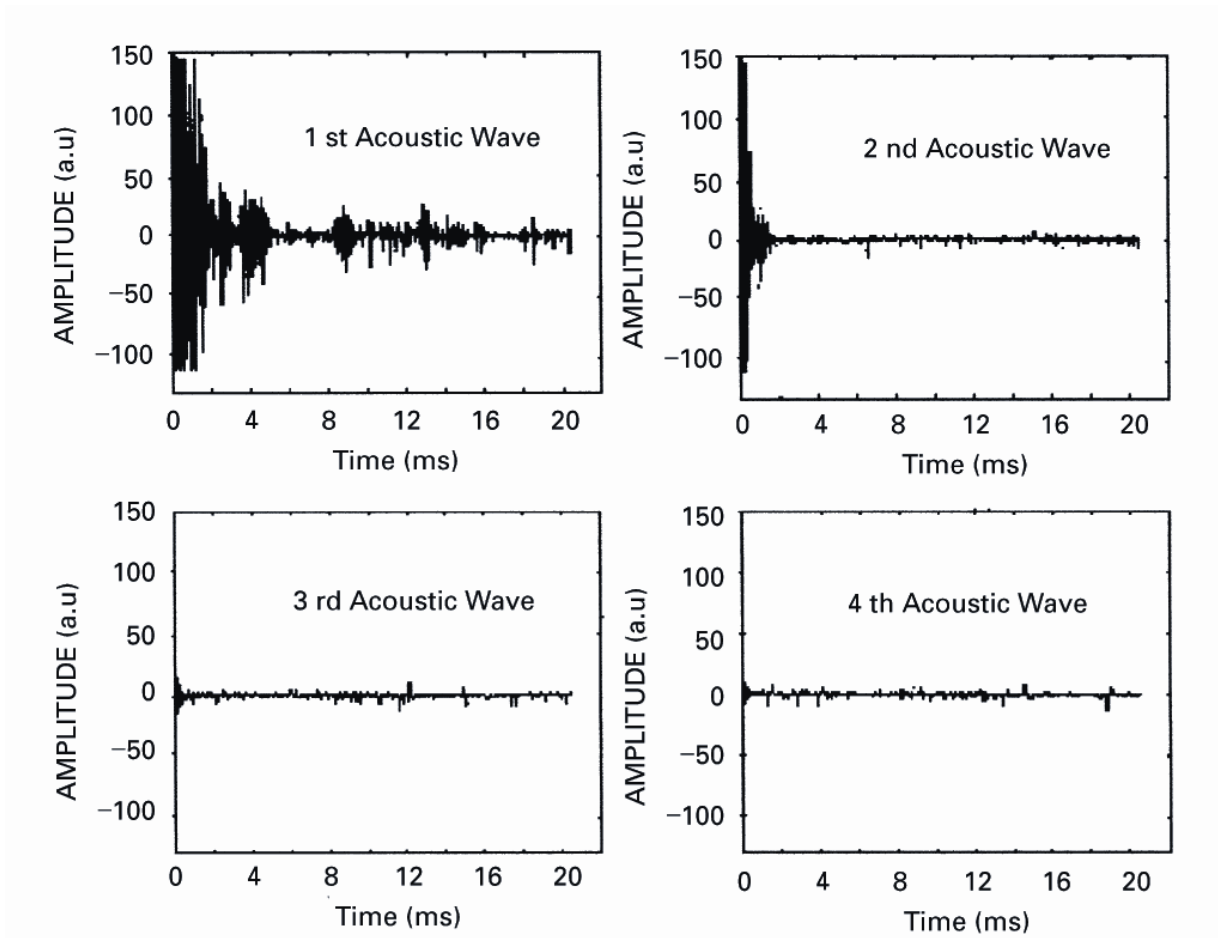 150
100
50
0
−50
−100
AMPLITUDE (a.u)
1 st Acoustic Wave
0 4 8 12 16 20
Time (ms)
150
100
50
0
−50
−100
AMPLITUDE (a.u)
2 nd Acoustic Wave
0 4 8 12 16 20
Time (ms)
150
100
50
0
−50
−100
AMPLITUDE (a.u)
3 rd Acoustic Wave
0 4 8 12 16 20
Time (ms)
150
100
50
0
−50
−100
AMPLITUDE (a.u)
4 th Acoustic Wave
0 4 8 12 16 20
Time (ms)